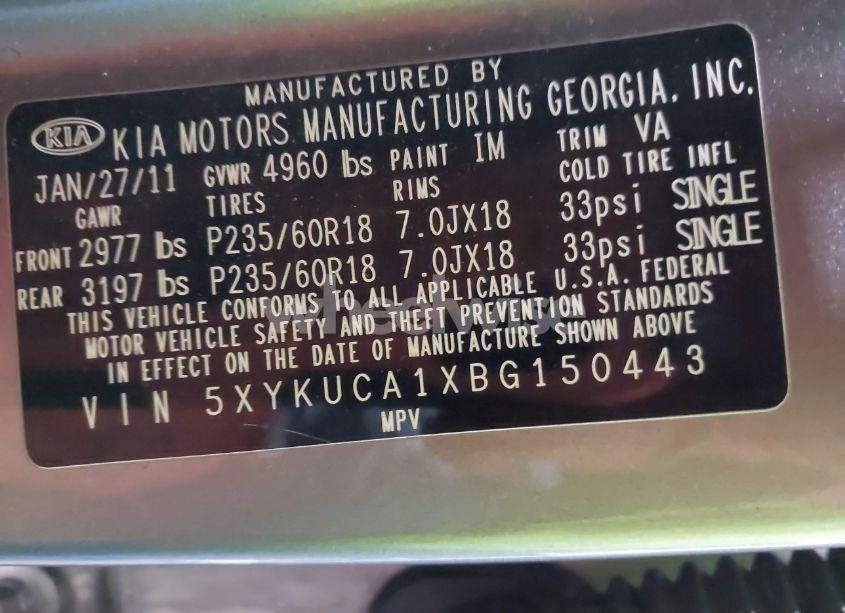 MANUFACTURED BY
KIA KIA MOTORS MANUFACTURING GEORGIA, INC.
JAN/27/11 GVWR 4960 lbs PAINT IM TRIM VA
GAWR TIRES RIMS COLD TIRE INFL
FRONT 2977 lbs P235/60R18 7.0JX18 33psi SINGLE
REAR 3197 lbs P235/60R18 7.0JX18 33psi SINGLE
THIS VEHICLE CONFORMS TO ALL APPLICABLE U.S.A. FEDERAL
MOTOR VEHICLE SAFETY AND THEFT PREVENTION STANDARDS
IN EFFECT ON THE DATE OF MANUFACTURE SHOWN ABOVE
VIN 5XYKUCA1XBG150443
MPV